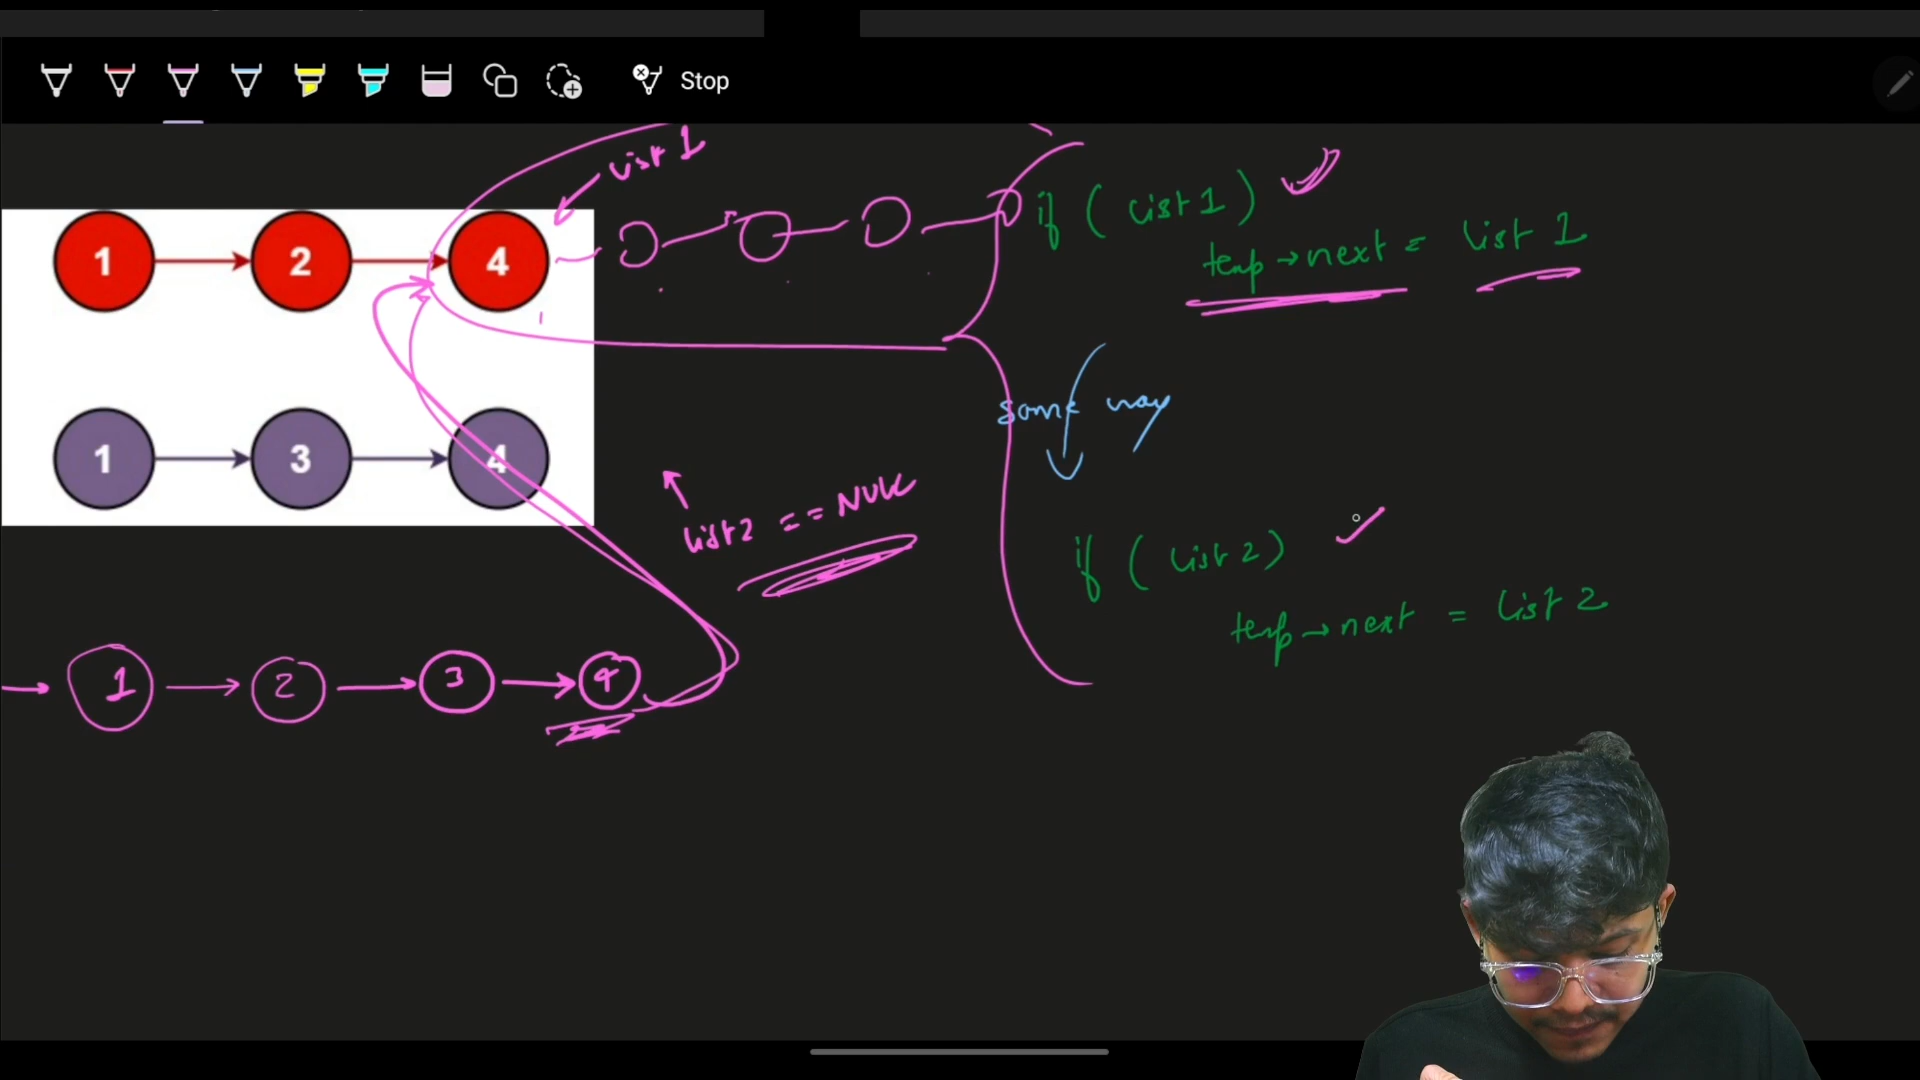 Stop
list 1
1 2 4
if (list 1)
temp → next = list 1
1 3 4
same way
list2 == NULL
if (list 2)
temp → next = list 2
1 → 2 → 3 → 4